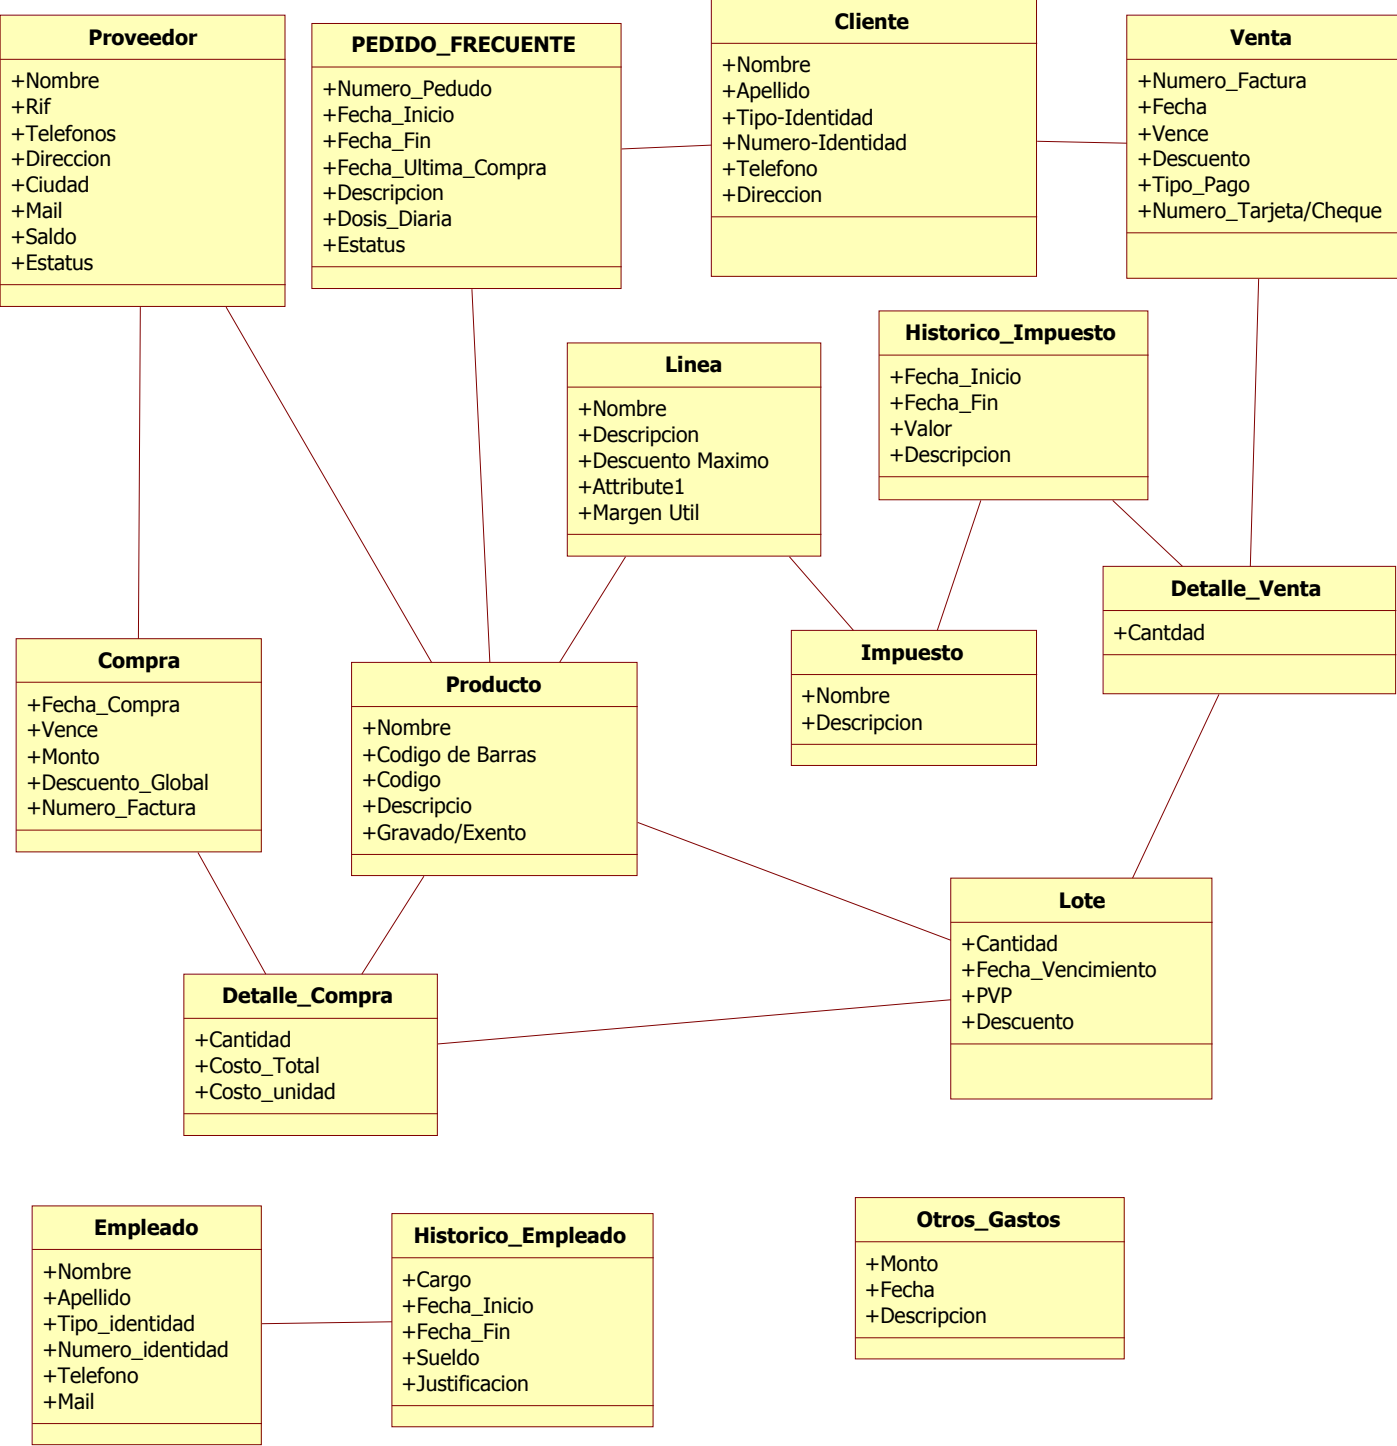 Proveedor
+Nombre
+Rif
+Telefonos
+Direccion
+Ciudad
+Mail
+Saldo
+Estatus
PEDIDO_FRECUENTE
+Numero_Pedudo
+Fecha_Inicio
+Fecha_Fin
+Fecha_Ultima_Compra
+Descripcion
+Dosis_Diaria
+Estatus
Cliente
+Nombre
+Apellido
+Tipo-Identidad
+Numero-Identidad
+Telefono
+Direccion
Venta
+Numero_Factura
+Fecha
+Vence
+Descuento
+Tipo_Pago
+Numero_Tarjeta/Cheque
Linea
+Nombre
+Descripcion
+Descuento Maximo
+Attribute1
+Margen Util
Historico_Impuesto
+Fecha_Inicio
+Fecha_Fin
+Valor
+Descripcion
Detalle_Venta
+Cantdad
Compra
+Fecha_Compra
+Vence
+Monto
+Descuento_Global
+Numero_Factura
Producto
+Nombre
+Codigo de Barras
+Codigo
+Descripcio
+Gravado/Exento
Impuesto
+Nombre
+Descripcion
Lote
+Cantidad
+Fecha_Vencimiento
+PVP
+Descuento
Detalle_Compra
+Cantidad
+Costo_Total
+Costo_unidad
Empleado
+Nombre
+Apellido
+Tipo_identidad
+Numero_identidad
+Telefono
+Mail
Historico_Empleado
+Cargo
+Fecha_Inicio
+Fecha_Fin
+Sueldo
+Justificacion
Otros_Gastos
+Monto
+Fecha
+Descripcion